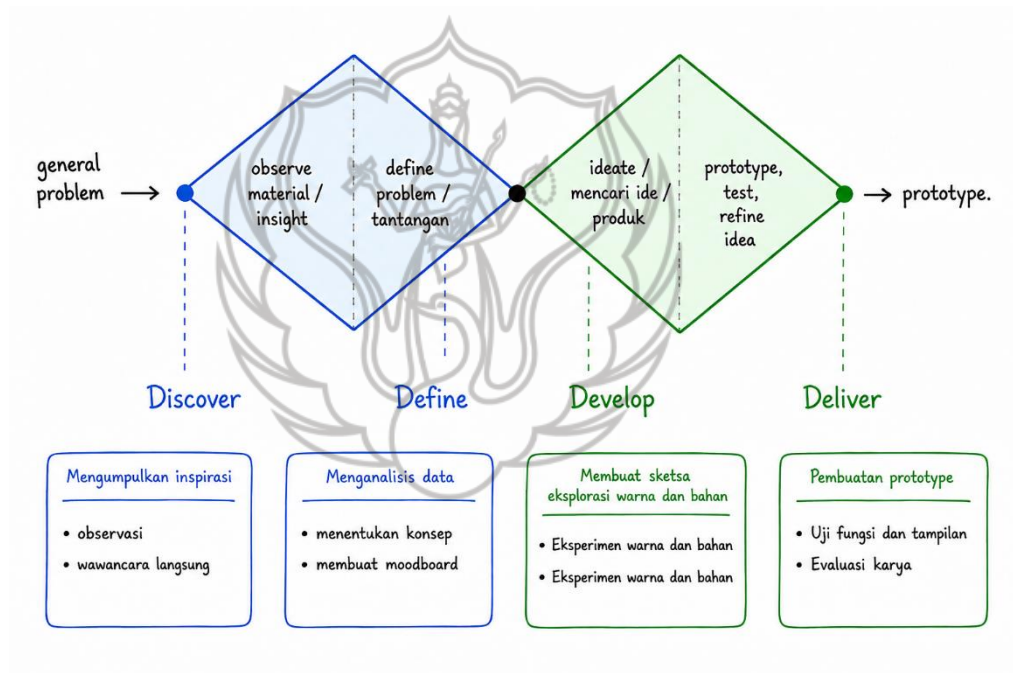 general
problem
observe
material /
insight
define
problem /
tantangan
ideate /
mencari ide /
produk
prototype,
test,
refine
idea
prototype.
Discover
Define
Develop
Deliver
Mengumpulkan inspirasi
• observasi
• wawancara langsung
Menganalisis data
• menentukan konsep
• membuat moodboard
Membuat sketsa
eksplorasi warna dan bahan
• Eksperimen warna dan bahan
• Eksperimen warna dan bahan
Pembuatan prototype
• Uji fungsi dan tampilan
• Evaluasi karya